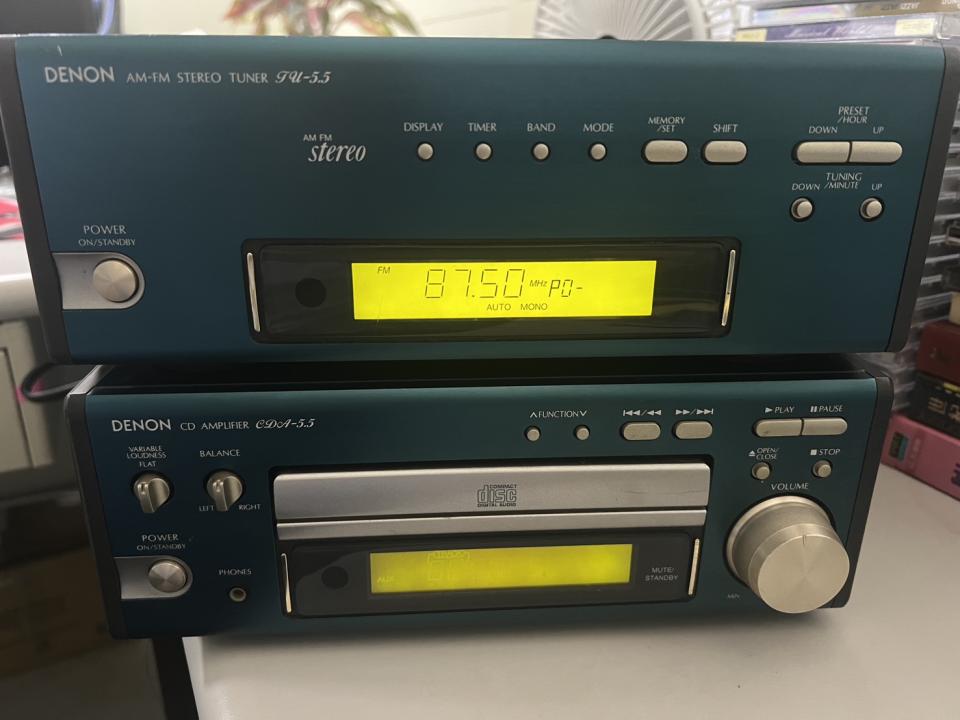 DENON AM-FM STEREO TUNER TU-5.5
AM FM
stereo
DISPLAY TIMER BAND MODE
MEMORY
/SET
SHIFT
PRESET
/HOUR
DOWN UP
TUNING
/MINUTE
DOWN UP
POWER
ON/STANDBY
FM
87.50 MHz P0-
AUTO MONO
DENON CD AMPLIFIER CDA-5.5
∧FUNCTION∨
⏮/◀◀ ▶▶/⏭
▶PLAY ⏸PAUSE
⏏OPEN/
CLOSE
■STOP
VARIABLE
LOUDNESS
FLAT
BALANCE
LEFT RIGHT
COMPACT
disc
DIGITAL AUDIO
VOLUME
POWER
ON/STANDBY
PHONES
AUX
MUTE/
STANDBY
MIN